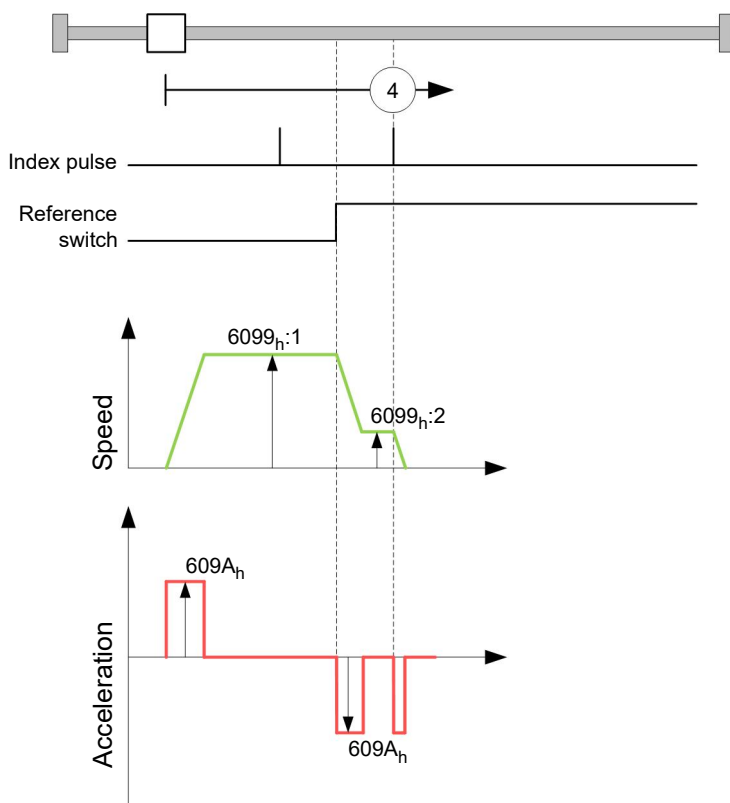 4
Index pulse
Reference
switch
6099h:1
6099h:2
Speed
609Ah
Acceleration
609Ah